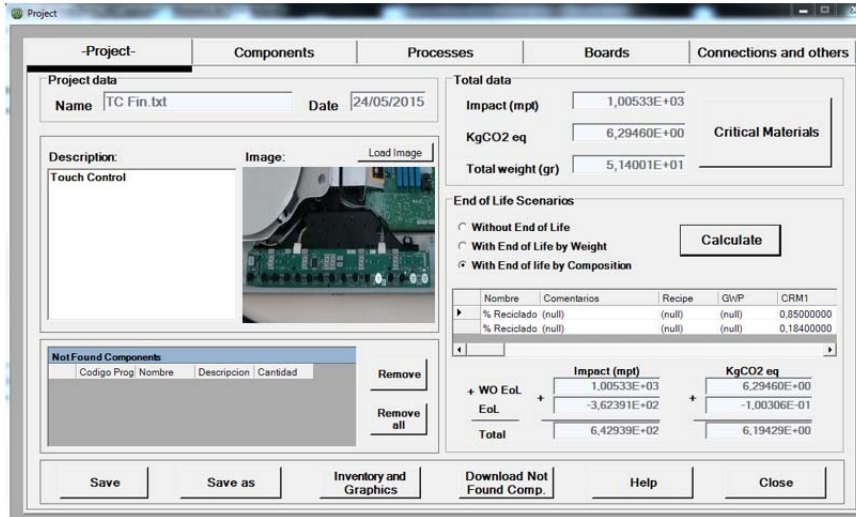 Project
-Project- Components Processes Boards Connections and others
Project data
Name TC Fin.txt Date 24/05/2015
Description: Image: Load Image
Touch Control
Not Found Components
Codigo Prog Nombre Descripcion Cantidad
Remove
Remove all
Total data
Impact (mpt) 1,00533E+03
KgCO2 eq 6,29460E+00
Total weight (gr) 5,14001E+01
Critical Materials
End of Life Scenarios
Without End of Life
With End of Life by Weight
With End of life by Composition
Calculate
Nombre Comentarios Recipe GWP CRM1
% Reciclado (null) (null) (null) 0,85000000
% Reciclado (null) (null) (null) 0,18400000
Impact (mpt) KgCO2 eq
+ WO EoL + 1,00533E+03 + 6,29460E+00
EoL -3,62391E+02 -1,00306E-01
Total 6,42939E+02 6,19429E+00
Save Save as Inventory and Graphics Download Not Found Comp. Help Close